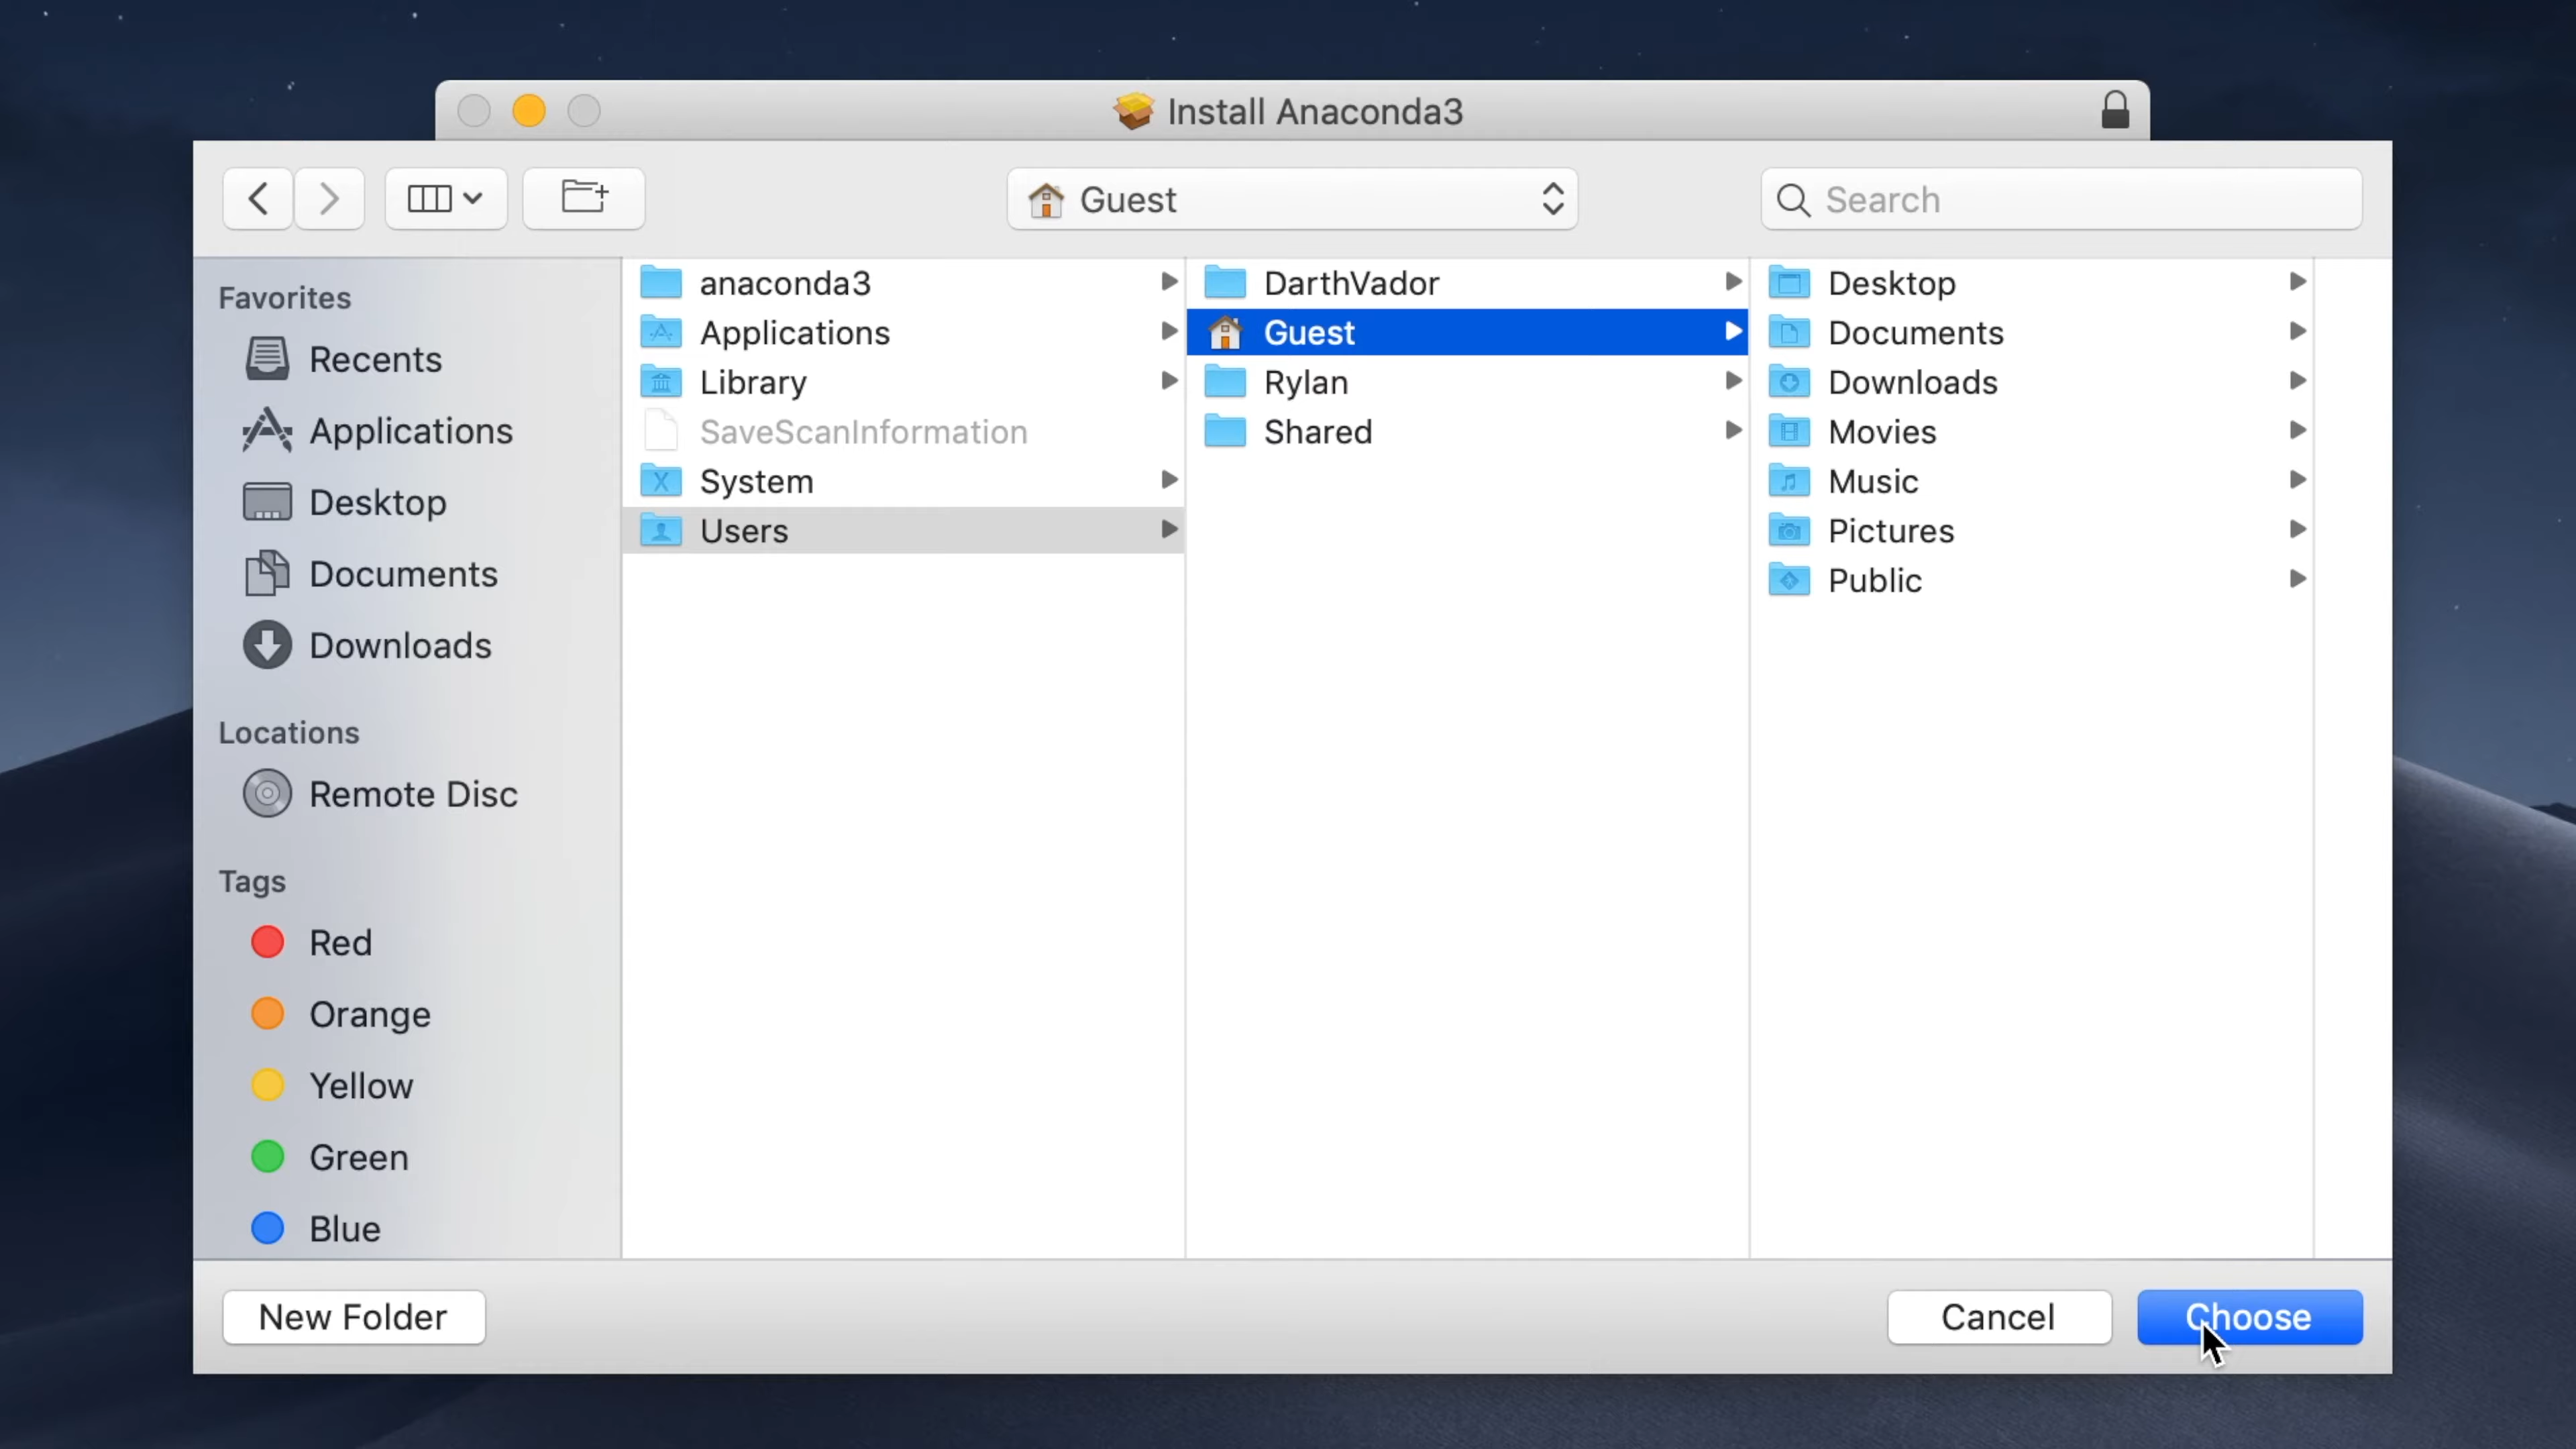 Install Anaconda3
Guest
Search
Favorites
Recents
Applications
Desktop
Documents
Downloads
Locations
Remote Disc
Tags
Red
Orange
Yellow
Green
Blue
anaconda3
Applications
Library
SaveScanInformation
System
Users
DarthVador
Guest
Rylan
Shared
Desktop
Documents
Downloads
Movies
Music
Pictures
Public
New Folder
Cancel
Choose